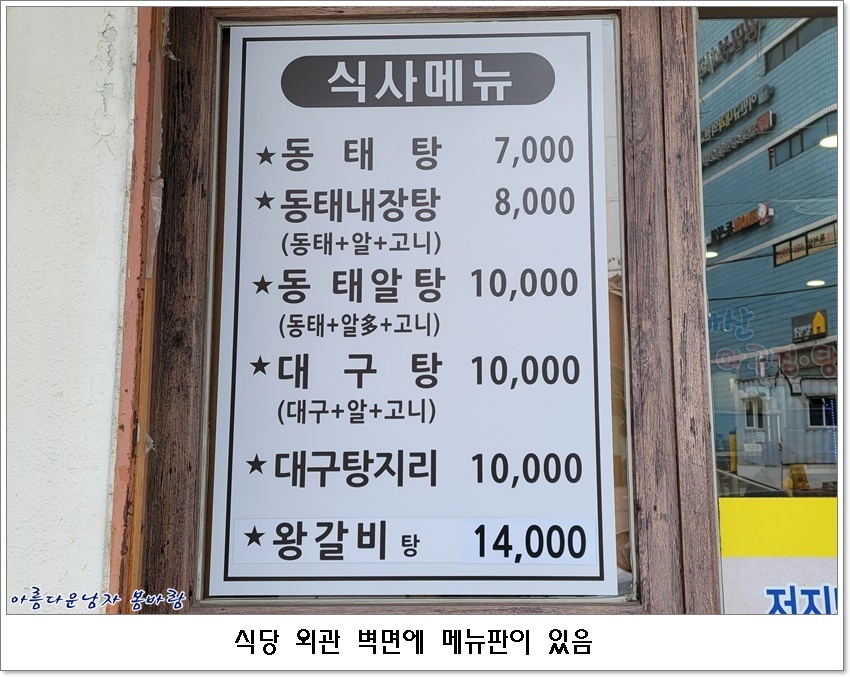 식사메뉴
★동 태 탕 7,000
★동태내장탕 8,000
(동태+알+고니)
★동 태알탕 10,000
(동태+알多+고니)
★대 구 탕 10,000
(대구+알+고니)
★대구탕지리 10,000
★왕갈비탕 14,000
아름다운남자 봄바람
식당 외관 벽면에 메뉴판이 있음